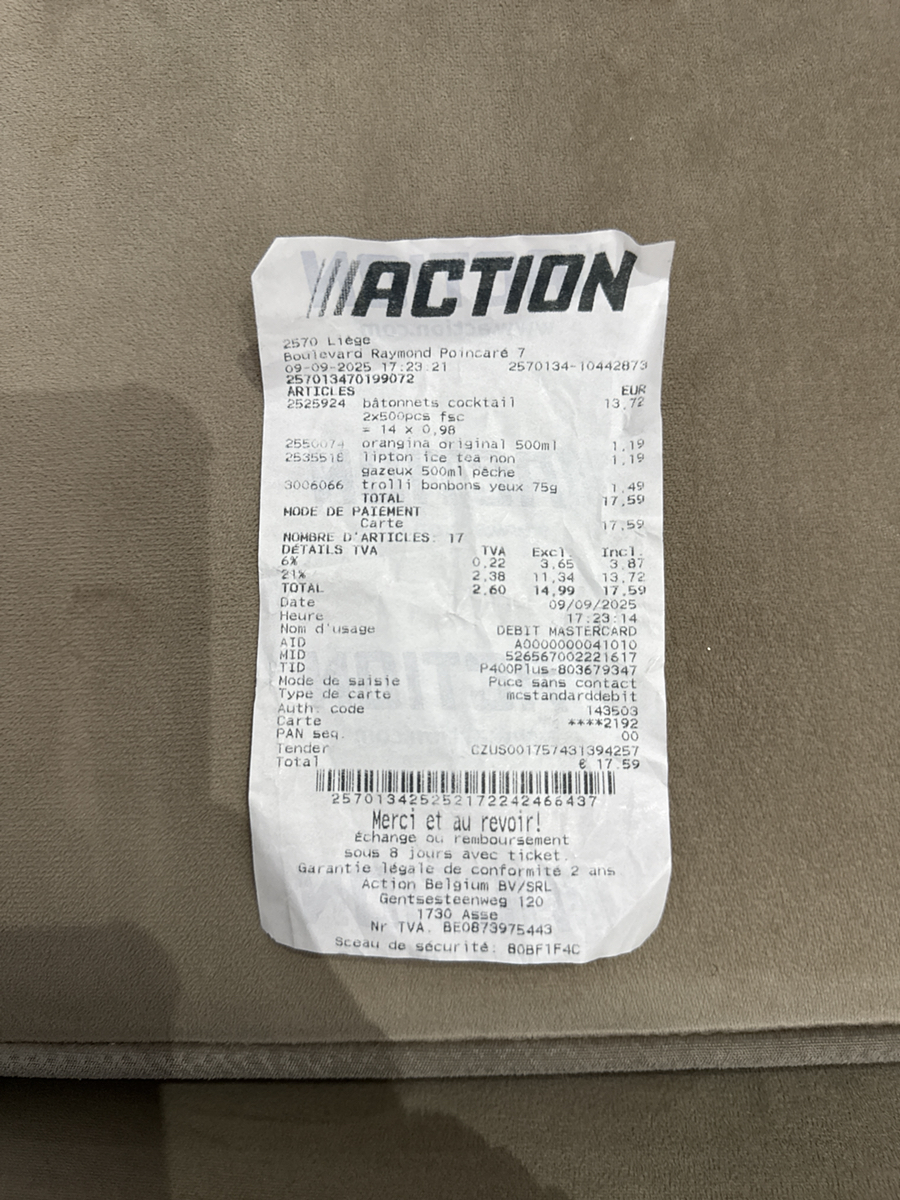 ACTION
2570 Liège
Boulevard Raymond Poincaré 7
09-09-2025 17:23:21 2570134-10442873
257013470199072
ARTICLES EUR
2525924 bâtonnets cocktail 13,72
2x500pcs fsc
= 14 x 0,98
2550074 orangina original 500ml 1,19
2535518 lipton ice tea non 1,19
gazeux 500ml pêche
3006066 trolli bonbons yeux 75g 1,49
TOTAL 17,59
MODE DE PAIEMENT
Carte 17,59
NOMBRE D'ARTICLES: 17
DÉTAILS TVA TVA Excl. Incl.
6% 0,22 3,65 3,87
21% 2,38 11,34 13,72
TOTAL 2,60 14,99 17,59
Date 09/09/2025
Heure 17:23:14
Nom d'usage DEBIT MASTERCARD
AID A0000000041010
MID 526567002221617
TID P400Plus-803679347
Mode de saisie Puce sans contact
Type de carte mcstandarddebit
Auth. code 143503
Carte ****2192
PAN seq. 00
Tender CZUS001757431394257
Total € 17.59
2570134252521722424664​37
Merci et au revoir!
Échange ou remboursement
sous 8 jours avec ticket.
Garantie légale de conformité 2 ans
Action Belgium BV/SRL
Gentsesteenweg 120
1730 Asse
Nr TVA. BE0873975443
Sceau de sécurité: 80BF1F4C